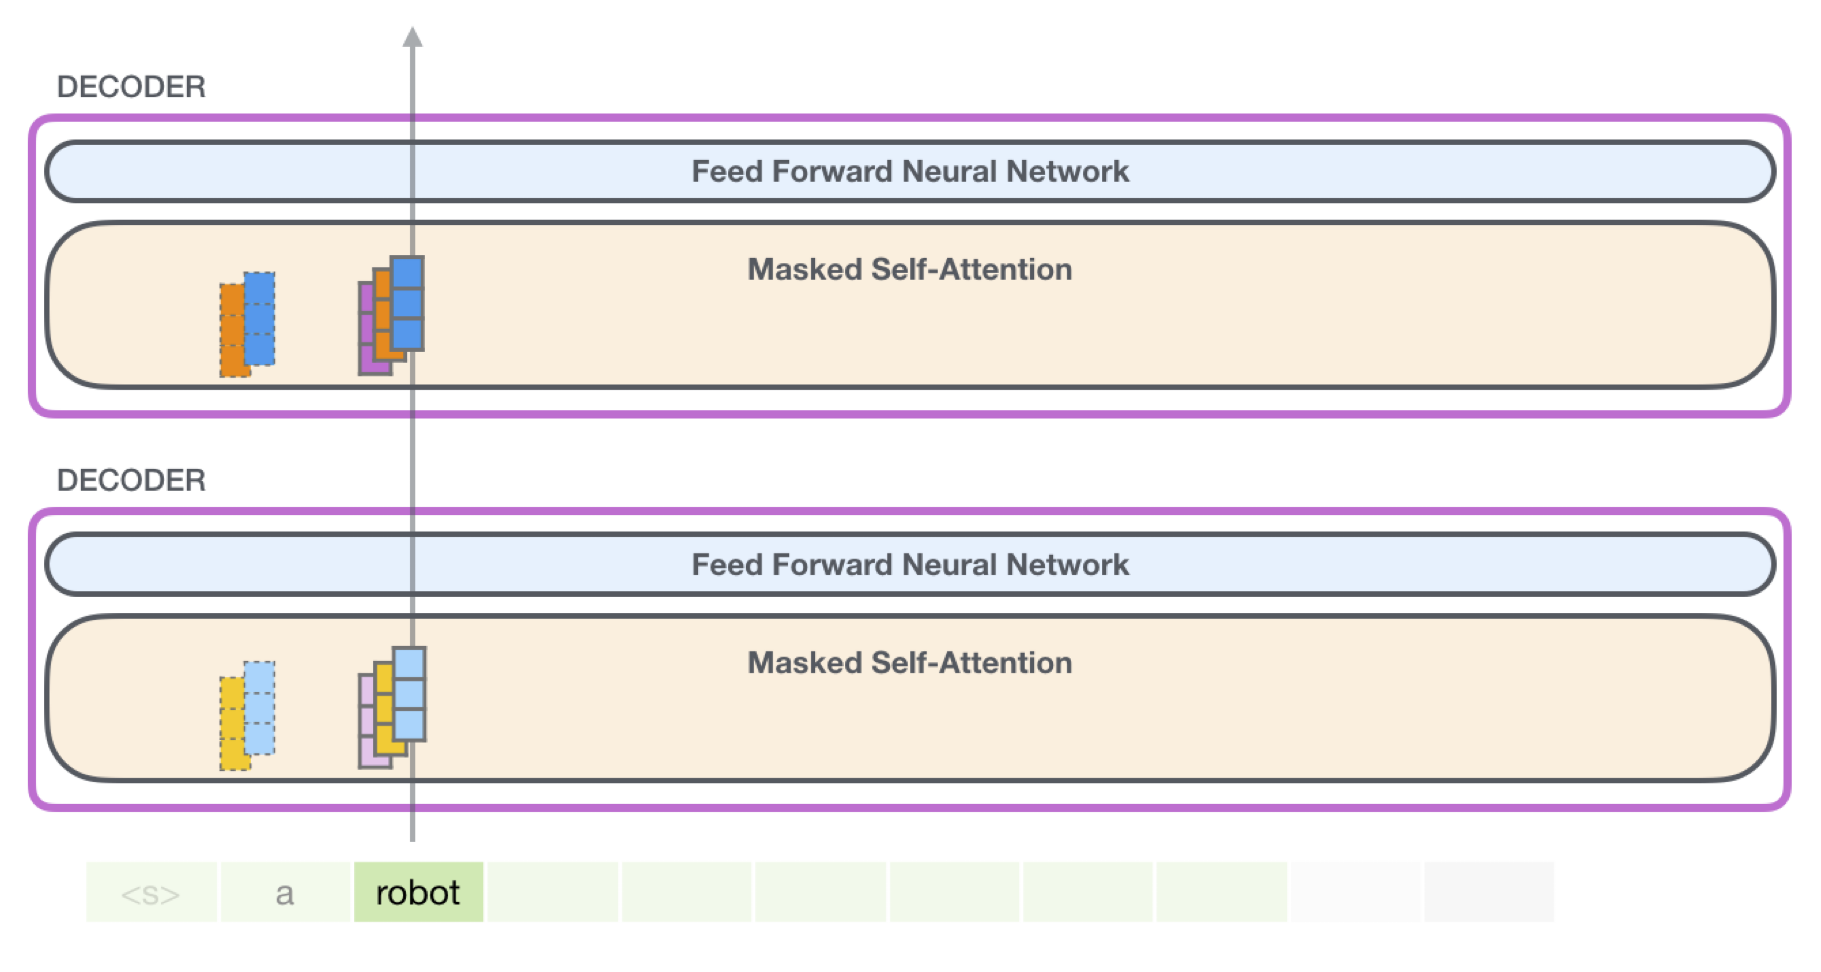 DECODER
Feed Forward Neural Network
Masked Self-Attention
DECODER
Feed Forward Neural Network
Masked Self-Attention
<s> a robot